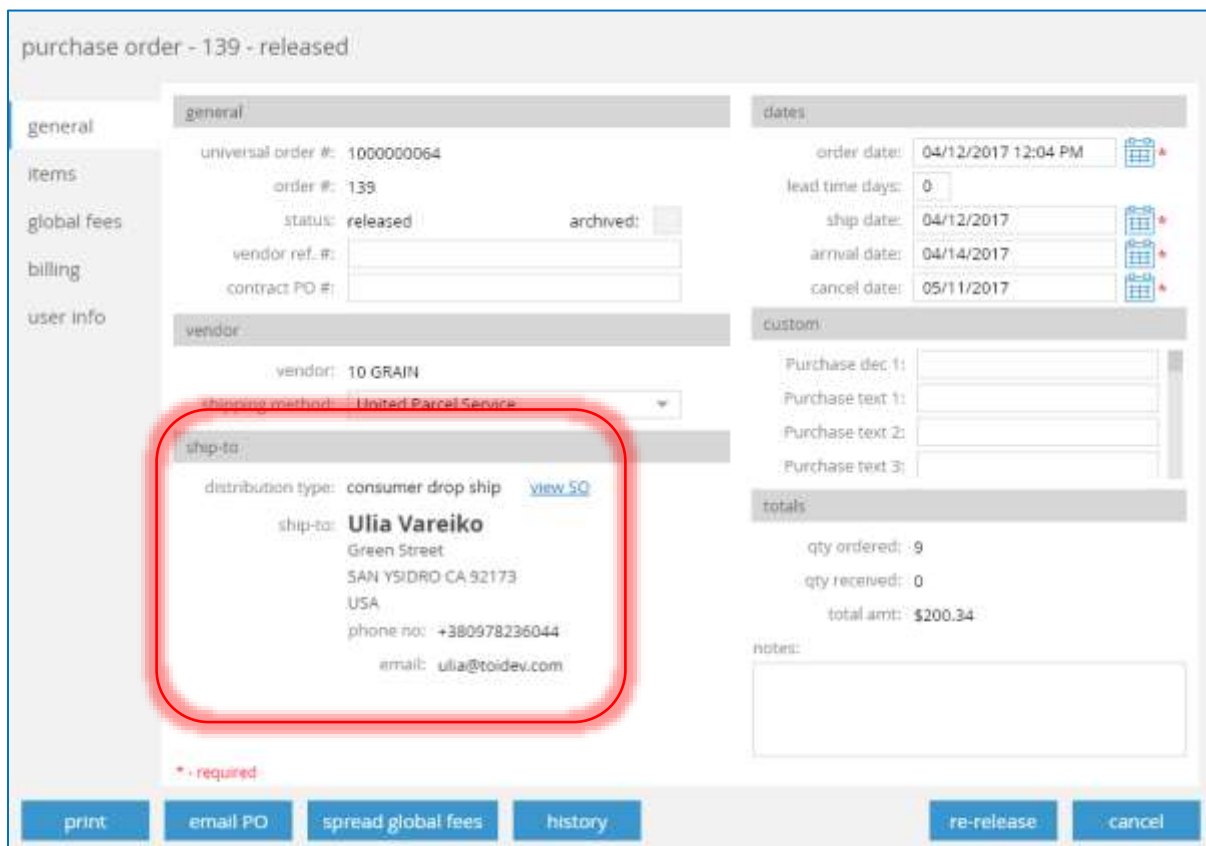 purchase order - 139 - released
general
items
global fees
billing
user info
general
universal order #: 1000000064
order #: 139
status: released archived:
vendor ref. #:
contract PO #:
vendor
vendor: 10 GRAIN
shipping method: United Parcel Service
ship-to
distribution type: consumer drop ship view SO
ship-to: Ulia Vareiko
Green Street
SAN YSIDRO CA 92173
USA
phone no: +380978236044
email: ulia@toidev.com
* - required
dates
order date: 04/12/2017 12:04 PM *
lead time days: 0
ship date: 04/12/2017 *
arrival date: 04/14/2017 *
cancel date: 05/11/2017 *
custom
Purchase dec 1:
Purchase text 1:
Purchase text 2:
Purchase text 3:
totals
qty ordered: 9
qty received: 0
total amt: $200.34
notes:
print email PO spread global fees history re-release cancel